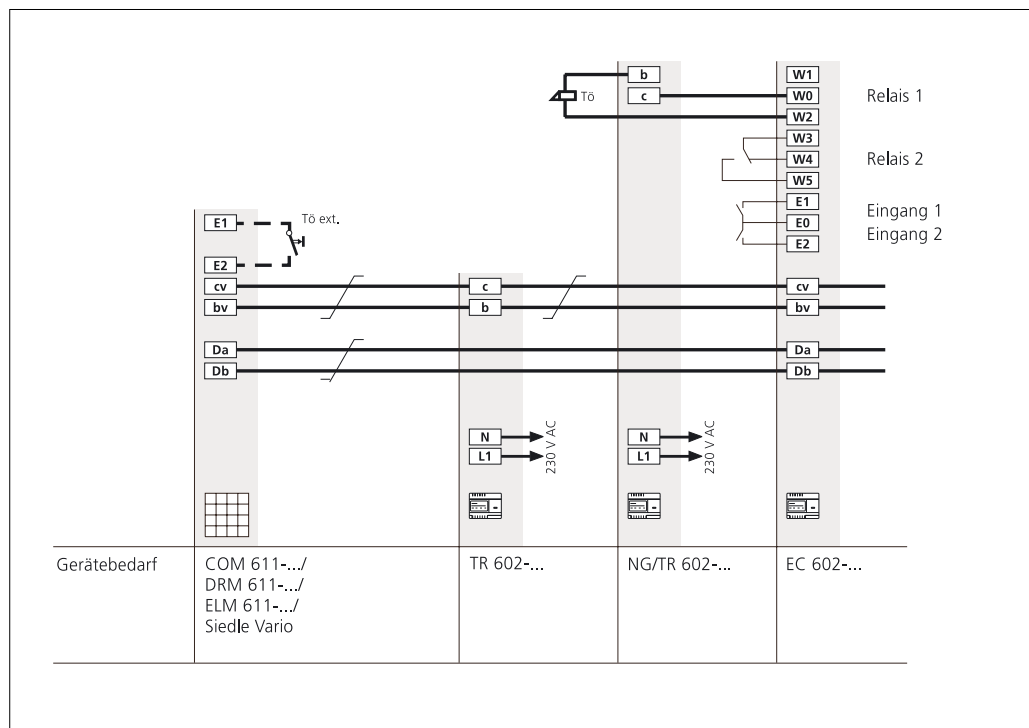 b W1
Tö c W0 Relais 1
W2
W3
W4 Relais 2
W5
E1 Tö ext. E1 Eingang 1
E0 Eingang 2
E2 E2
cv c cv
bv b bv
Da Da
Db Db
N N
L1 L1
230 V AC 230 V AC
Gerätebedarf COM 611-.../ TR 602-... NG/TR 602-... EC 602-...
DRM 611-.../
ELM 611-.../
Siedle Vario